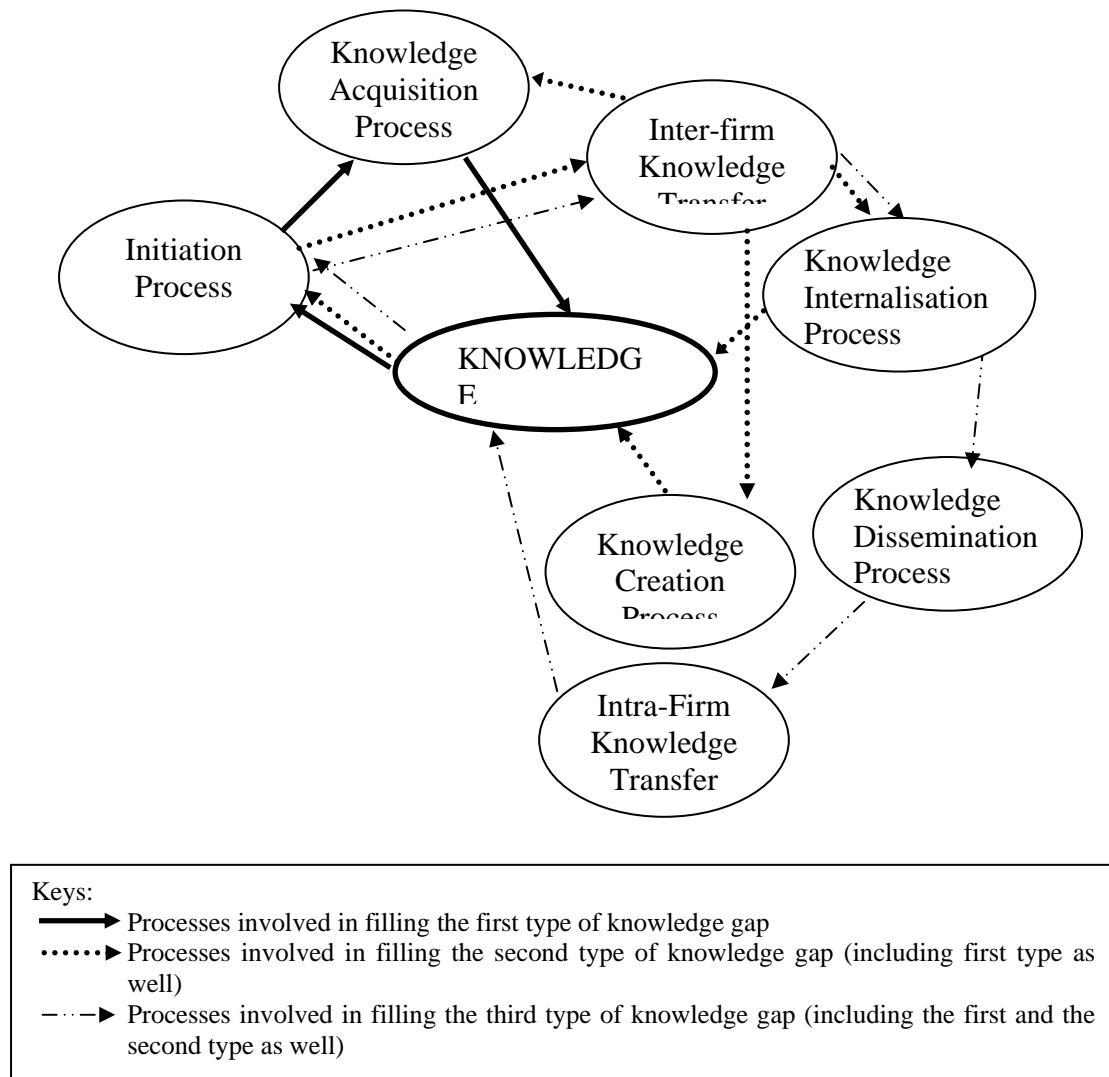 Knowledge
Acquisition
Process
Inter-firm
Knowledge
Transfer
Initiation
Process
Knowledge
Internalisation
Process
KNOWLEDG
E
Knowledge
Dissemination
Process
Knowledge
Creation
Process
Intra-Firm
Knowledge
Transfer
Keys:
Processes involved in filling the first type of knowledge gap
Processes involved in filling the second type of knowledge gap (including first type as
well)
Processes involved in filling the third type of knowledge gap (including the first and the
second type as well)